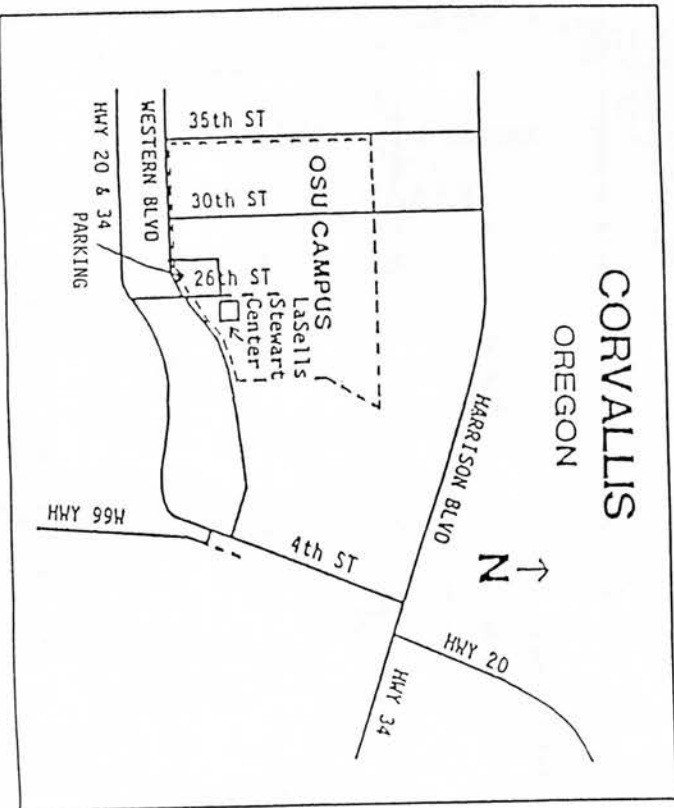 CORVALLIS
OREGON
N
HARRISON BLVD
35th ST
30th ST
OSU CAMPUS
26th ST
LaSells
Stewart
Center
WESTERN BLVD
HWY 20 & 34
PARKING
HWY 99W
4th ST
HWY 20
HWY 34